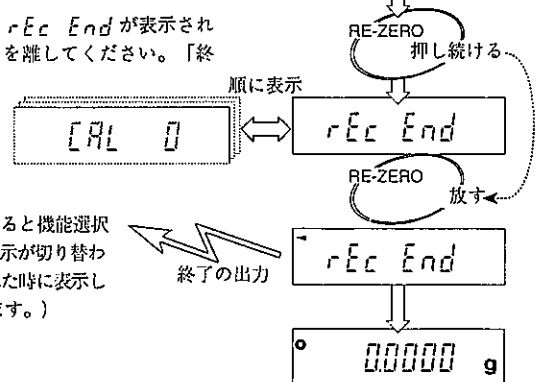 rEc End が表示され
を離してください。「終
RE-ZERO
押し続ける
順に表示
CAL 0
rEc End
RE-ZERO
放す
ると機能選択
示が切り替わ
た時に表示し
す。)
終了の出力
rEc End
o 0.0000 g